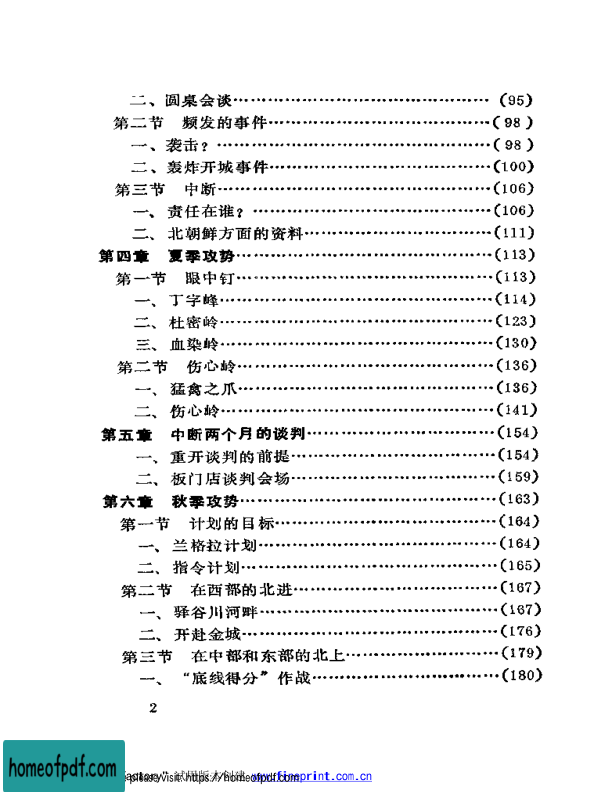 二、圆桌会谈……………………………………(95)
第二节 频发的事件………………………………(98)
一、袭击?………………………………………(98)
二、轰炸开城事件………………………………(100)
第三节 中断………………………………………(106)
一、责任在谁?…………………………………(106)
二、北朝鲜方面的资料…………………………(111)
第四章 夏季攻势……………………………………(113)
第一节 眼中钉……………………………………(113)
一、丁字峰………………………………………(114)
二、杜密岭………………………………………(123)
三、血染岭………………………………………(130)
第二节 伤心岭……………………………………(136)
一、猛禽之爪……………………………………(136)
二、伤心岭………………………………………(141)
第五章 中断两个月的谈判…………………………(154)
一、重开谈判的前提……………………………(154)
二、板门店谈判会场……………………………(159)
第六章 秋季攻势……………………………………(163)
第一节 计划的目标………………………………(164)
一、兰格拉计划…………………………………(164)
二、指令计划……………………………………(165)
第二节 在西部的北进……………………………(167)
一、驿谷川河畔…………………………………(167)
二、开赴金城……………………………………(176)
第三节 在中部和东部的北上……………………(179)
一、“底线得分”作战…………………………(180)
2
homeofpdf.com
please visit: https://homeofpdf.com www.fineprint.com.cn